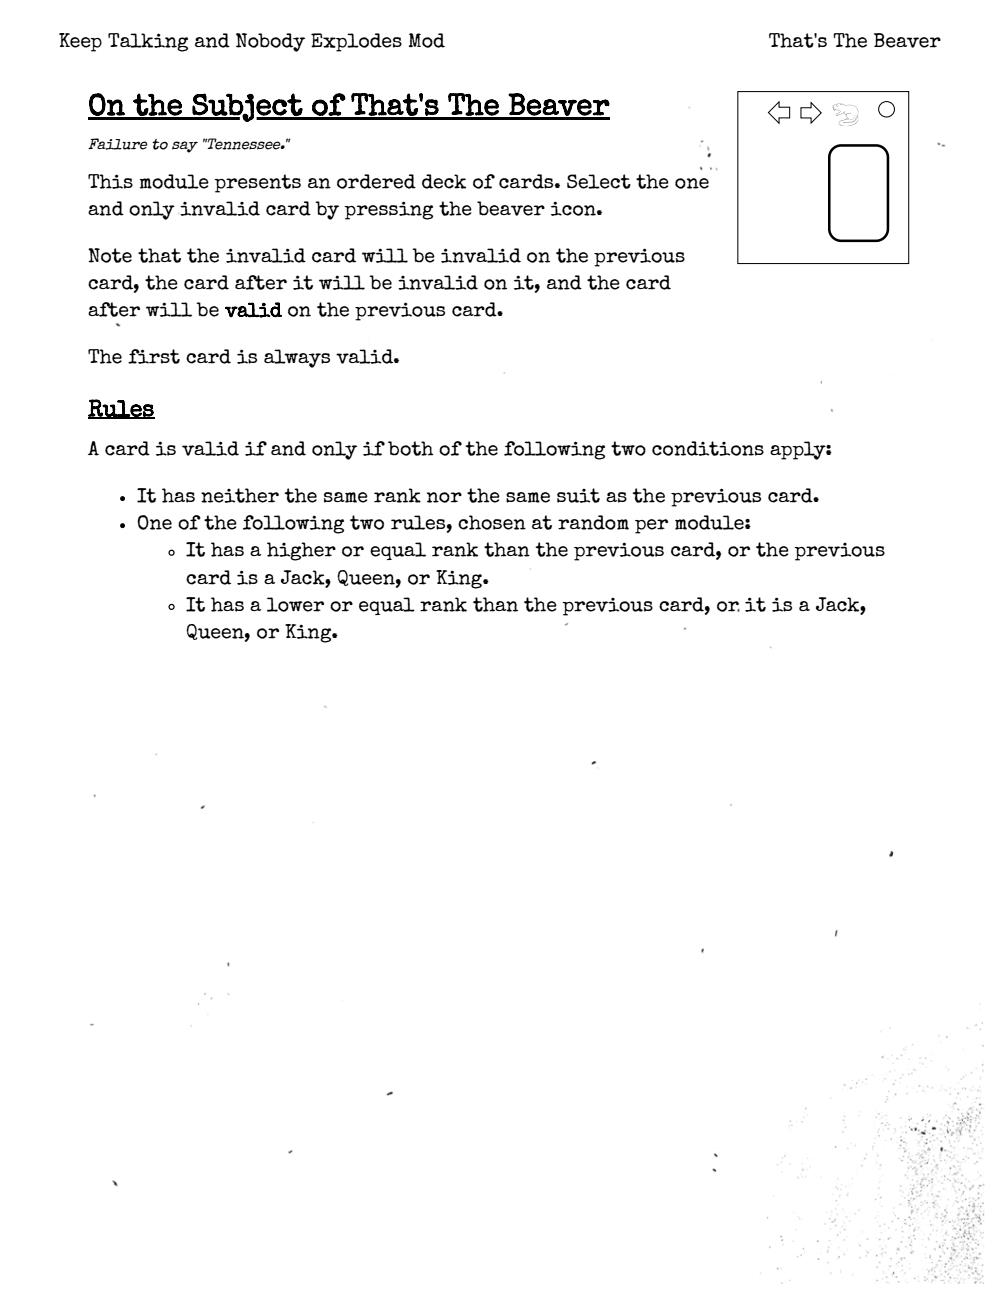 Keep Talking and Nobody Explodes Mod
That's The Beaver
On the Subject of That's The Beaver
Failure to say "Tennessee."
This module presents an ordered deck of cards. Select the one
and only invalid card by pressing the beaver icon.
Note that the invalid card will be invalid on the previous
card, the card after it will be invalid on it, and the card
after will be valid on the previous card.
The first card is always valid.
Rules
A card is valid if and only if both of the following two conditions apply:
• It has neither the same rank nor the same suit as the previous card.
• One of the following two rules, chosen at random per module:
◦ It has a higher or equal rank than the previous card, or the previous
card is a Jack, Queen, or King.
◦ It has a lower or equal rank than the previous card, or it is a Jack,
Queen, or King.